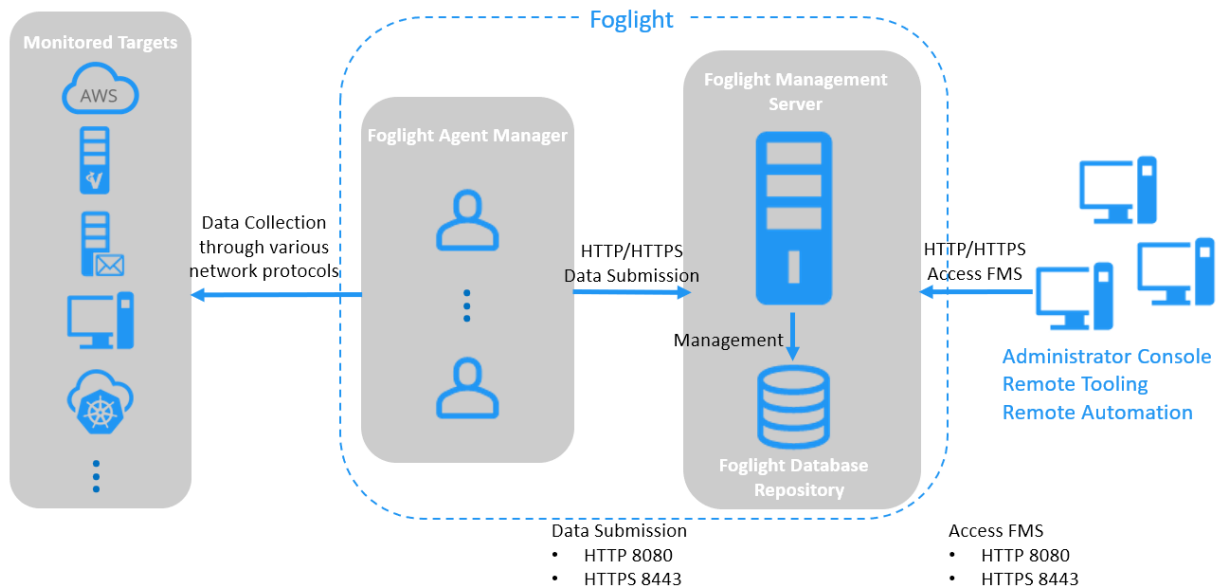 Foglight
Monitored Targets
AWS
Foglight Agent Manager
Foglight Management
Server
Data Collection
through various
network protocols
HTTP/HTTPS
Data Submission
HTTP/HTTPS
Access FMS
Management
Administrator Console
Remote Tooling
Remote Automation
Foglight Database
Repository
Data Submission
• HTTP 8080
• HTTPS 8443
Access FMS
• HTTP 8080
• HTTPS 8443